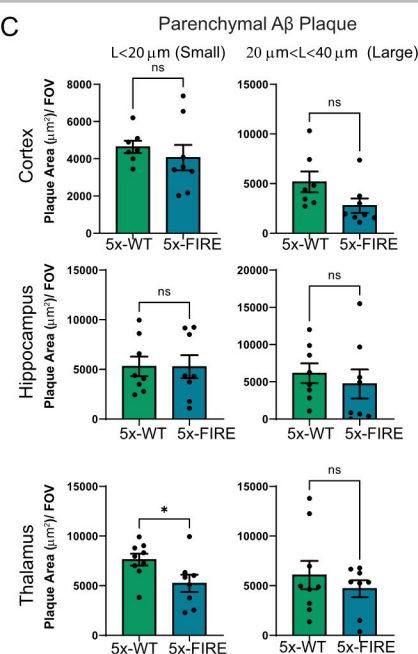 C
Parenchymal Aβ Plaque
L<20 μm (Small)
20 μm<L<40 μm (Large)
Cortex
Plaque Area (μm²)/ FOV
8000
6000
4000
2000
0
ns
5x-WT 5x-FIRE
15000
10000
5000
0
ns
5x-WT 5x-FIRE
Hippocampus
Plaque Area (μm²)/ FOV
15000
10000
5000
0
ns
5x-WT 5x-FIRE
20000
15000
10000
5000
0
ns
5x-WT 5x-FIRE
Thalamus
Plaque Area (μm²)/ FOV
15000
10000
5000
0
*
5x-WT 5x-FIRE
15000
10000
5000
0
ns
5x-WT 5x-FIRE